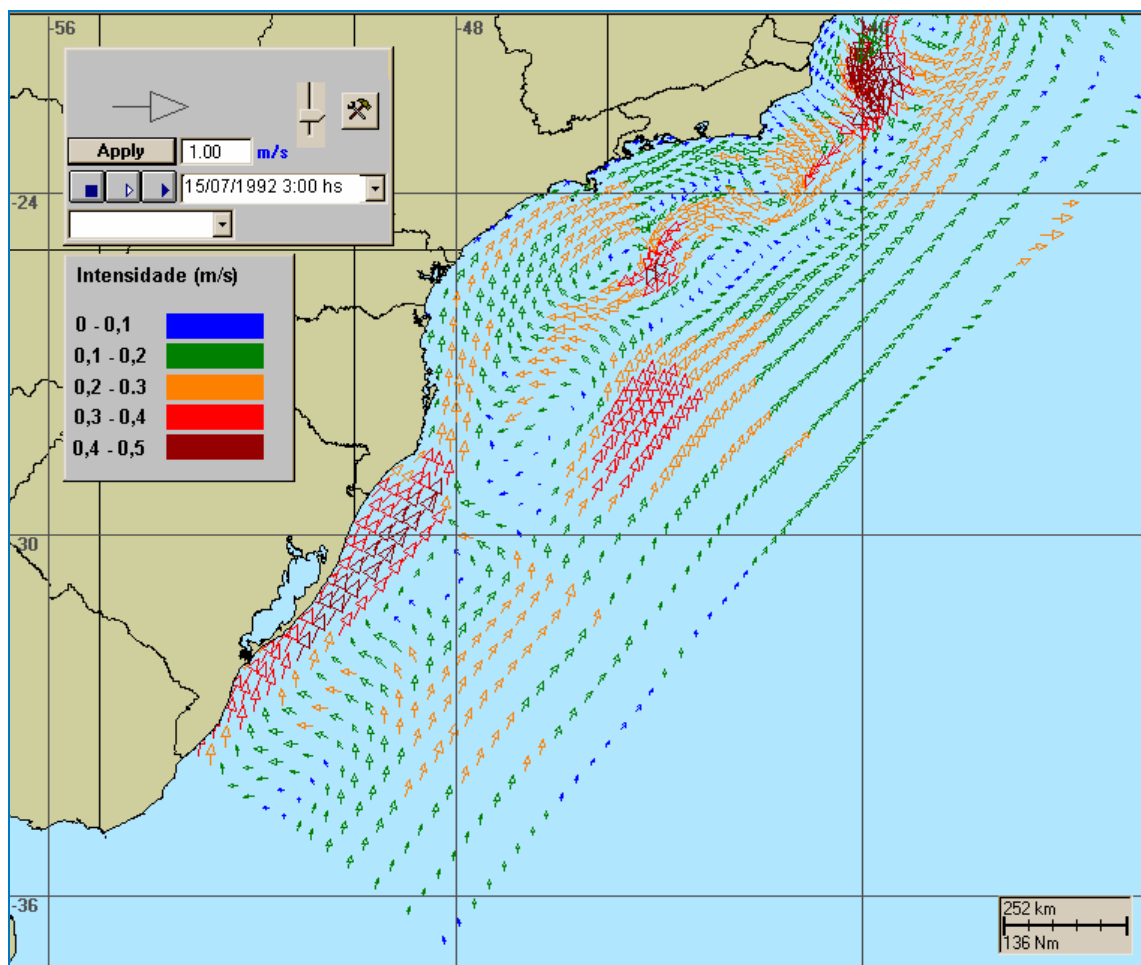 -56
-48
Apply
1.00
m/s
15/07/1992 3:00 hs
-24
Intensidade (m/s)
0 - 0,1
0,1 - 0,2
0,2 - 0.3
0,3 - 0,4
0,4 - 0,5
-30
-36
252 km
136 Nm